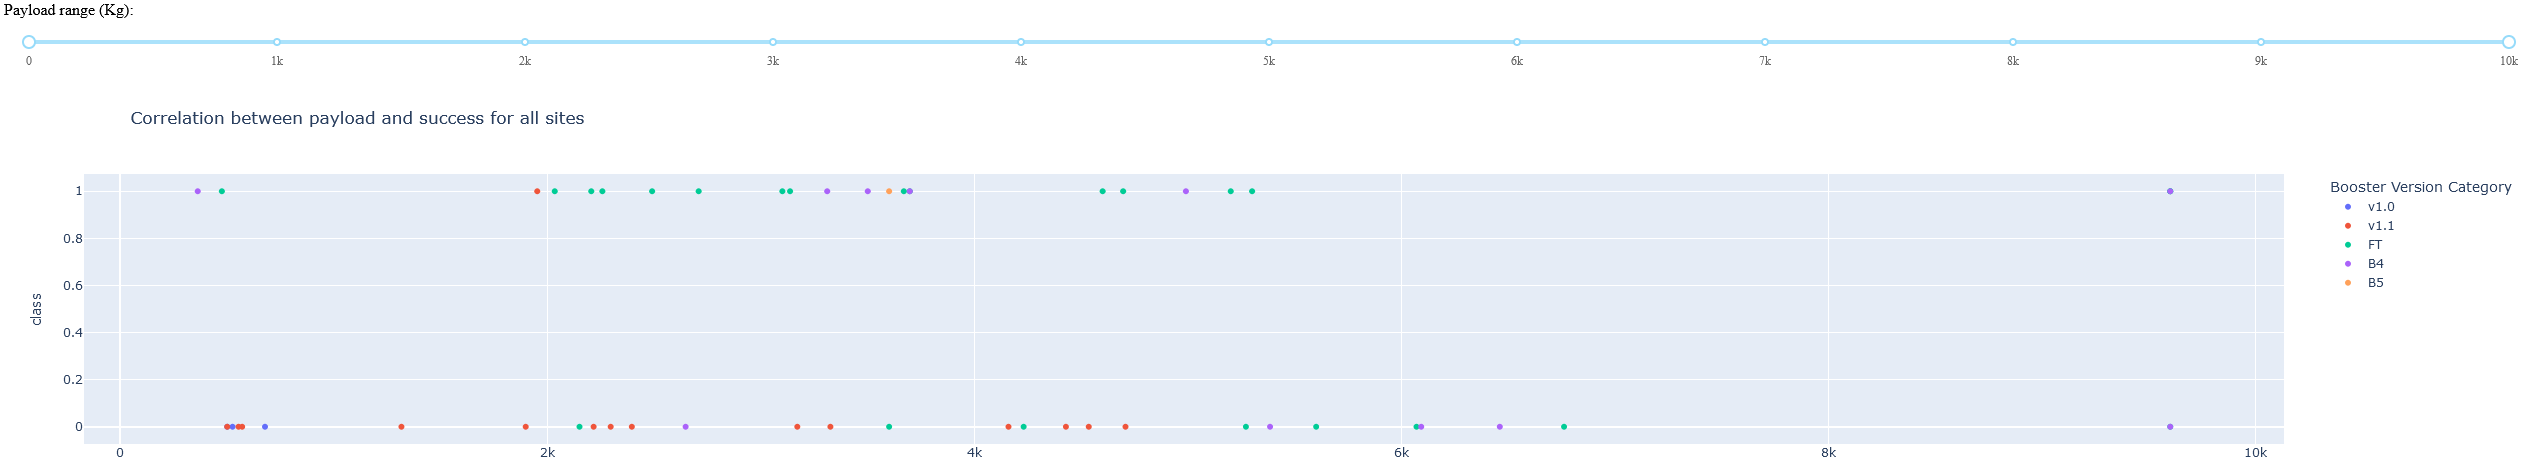 Payload range (Kg):
0 1k 2k 3k 4k 5k 6k 7k 8k 9k 10k
Correlation between payload and success for all sites
1
0.8
0.6
0.4
0.2
0
class
0 2k 4k 6k 8k 10k
Booster Version Category
v1.0
v1.1
FT
B4
B5